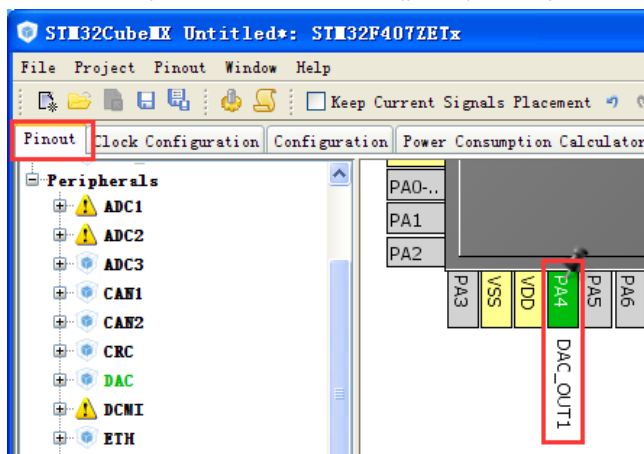 STM32CubeMX Untitled*: STM32F407ZETx
File Project Pinout Window Help
Keep Current Signals Placement
Pinout Clock Configuration Configuration Power Consumption Calculator
Peripherals
ADC1
ADC2
ADC3
CAN1
CAN2
CRC
DAC
DCMI
ETH
PA0-..
PA1
PA2
PA3
VSS
VDD
PA4
PA5
PA6
DAC_OUT1